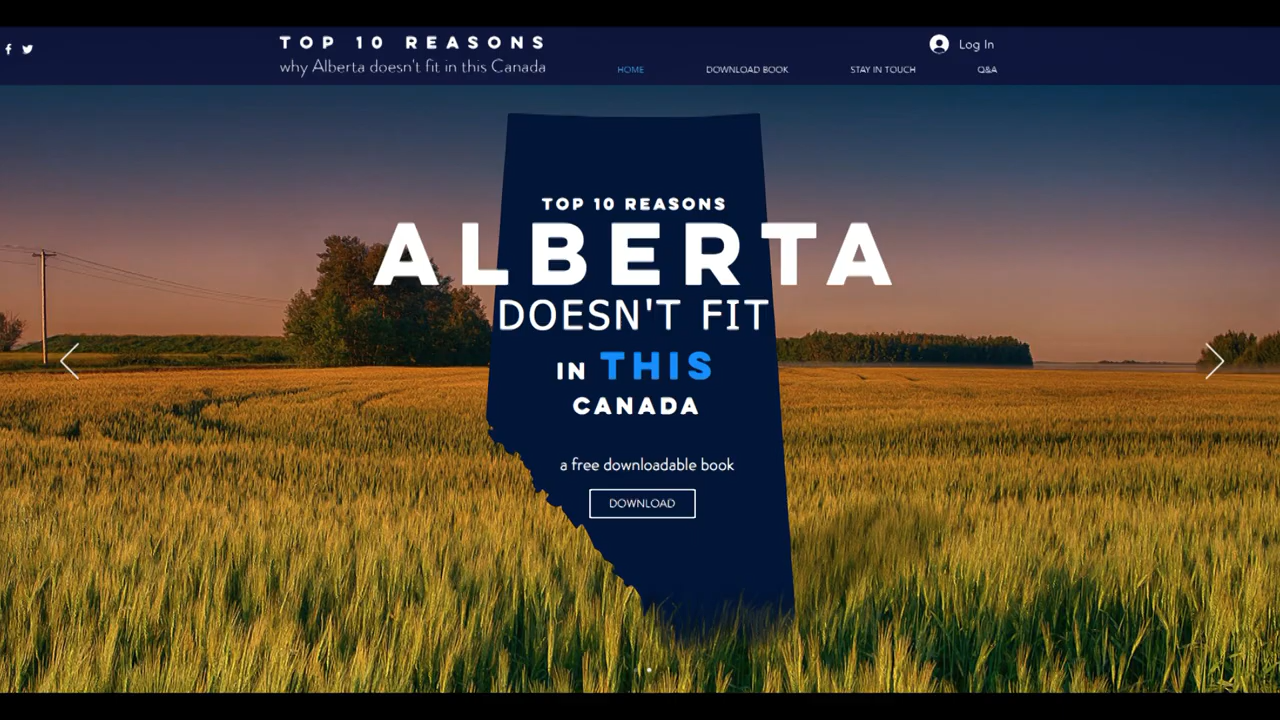 TOP 10 REASONS
why Alberta doesn't fit in this Canada
Log In
HOME
DOWNLOAD BOOK
STAY IN TOUCH
Q&A
TOP 10 REASONS
ALBERTA
DOESN'T FIT
IN THIS
CANADA
a free downloadable book
DOWNLOAD